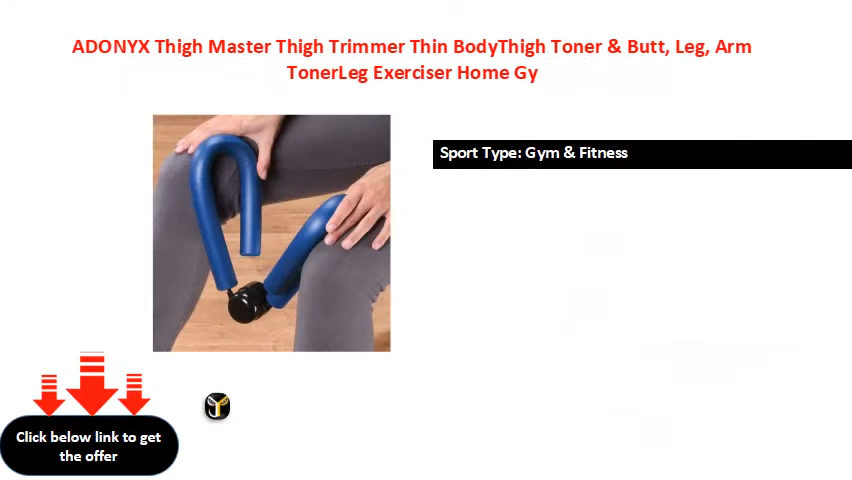 ADONYX Thigh Master Thigh Trimmer Thin BodyThigh Toner & Butt, Leg, Arm
TonerLeg Exerciser Home Gy
Sport Type: Gym & Fitness
Click below link to get
the offer